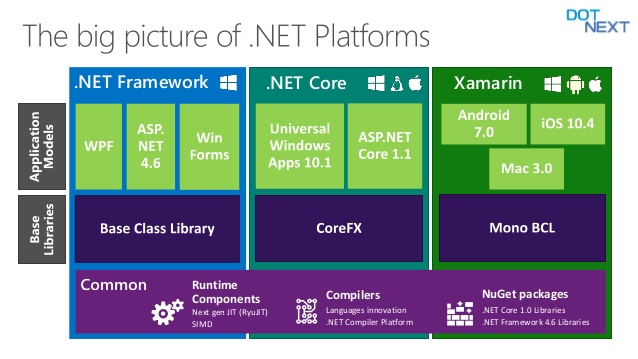 DOT
NEXT
The big picture of .NET Platforms
.NET Framework
.NET Core
Xamarin
Application
Models
WPF
ASP.
NET
4.6
Win
Forms
Universal
Windows
Apps 10.1
ASP.NET
Core 1.1
Android
7.0
iOS 10.4
Mac 3.0
Base
Libraries
Base Class Library
CoreFX
Mono BCL
Common
Runtime
Components
Next gen JIT (RyuJIT)
SIMD
Compilers
Languages innovation
.NET Compiler Platform
NuGet packages
.NET Core 1.0 Libraries
.NET Framework 4.6 Libraries